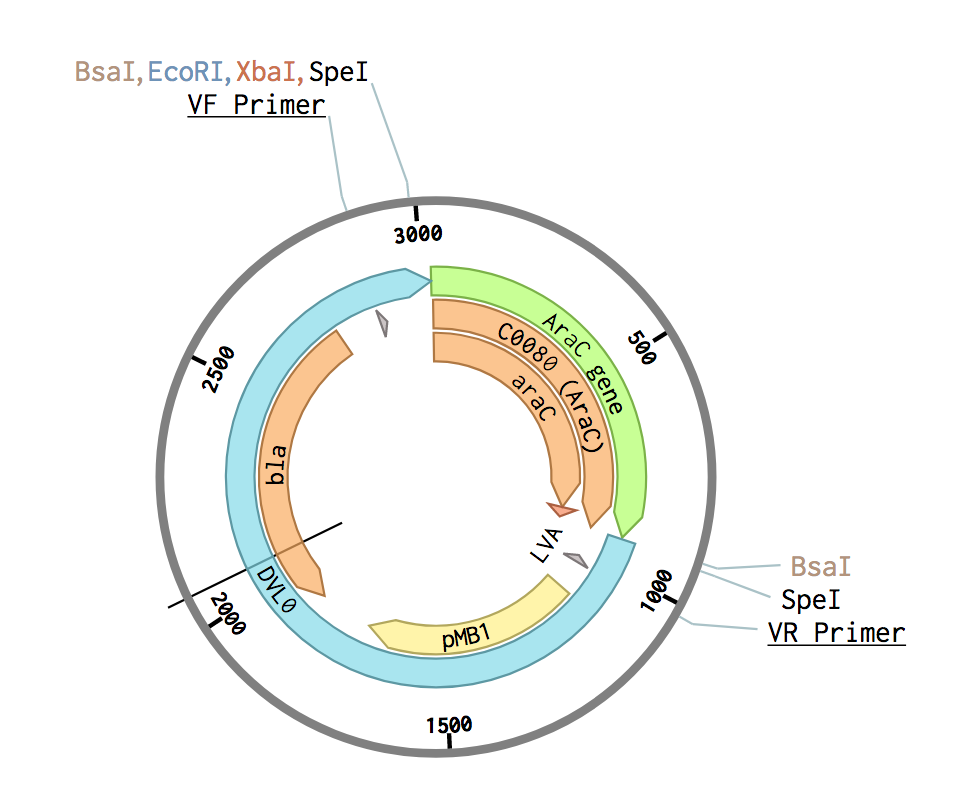 BsaI, EcoRI, XbaI, SpeI
VF Primer
3000
AraC gene
500
C0080 (AraC)
araC
2500
bla
LVA
BsaI
SpeI
1000
VR Primer
DVL0
2000
pMB1
1500